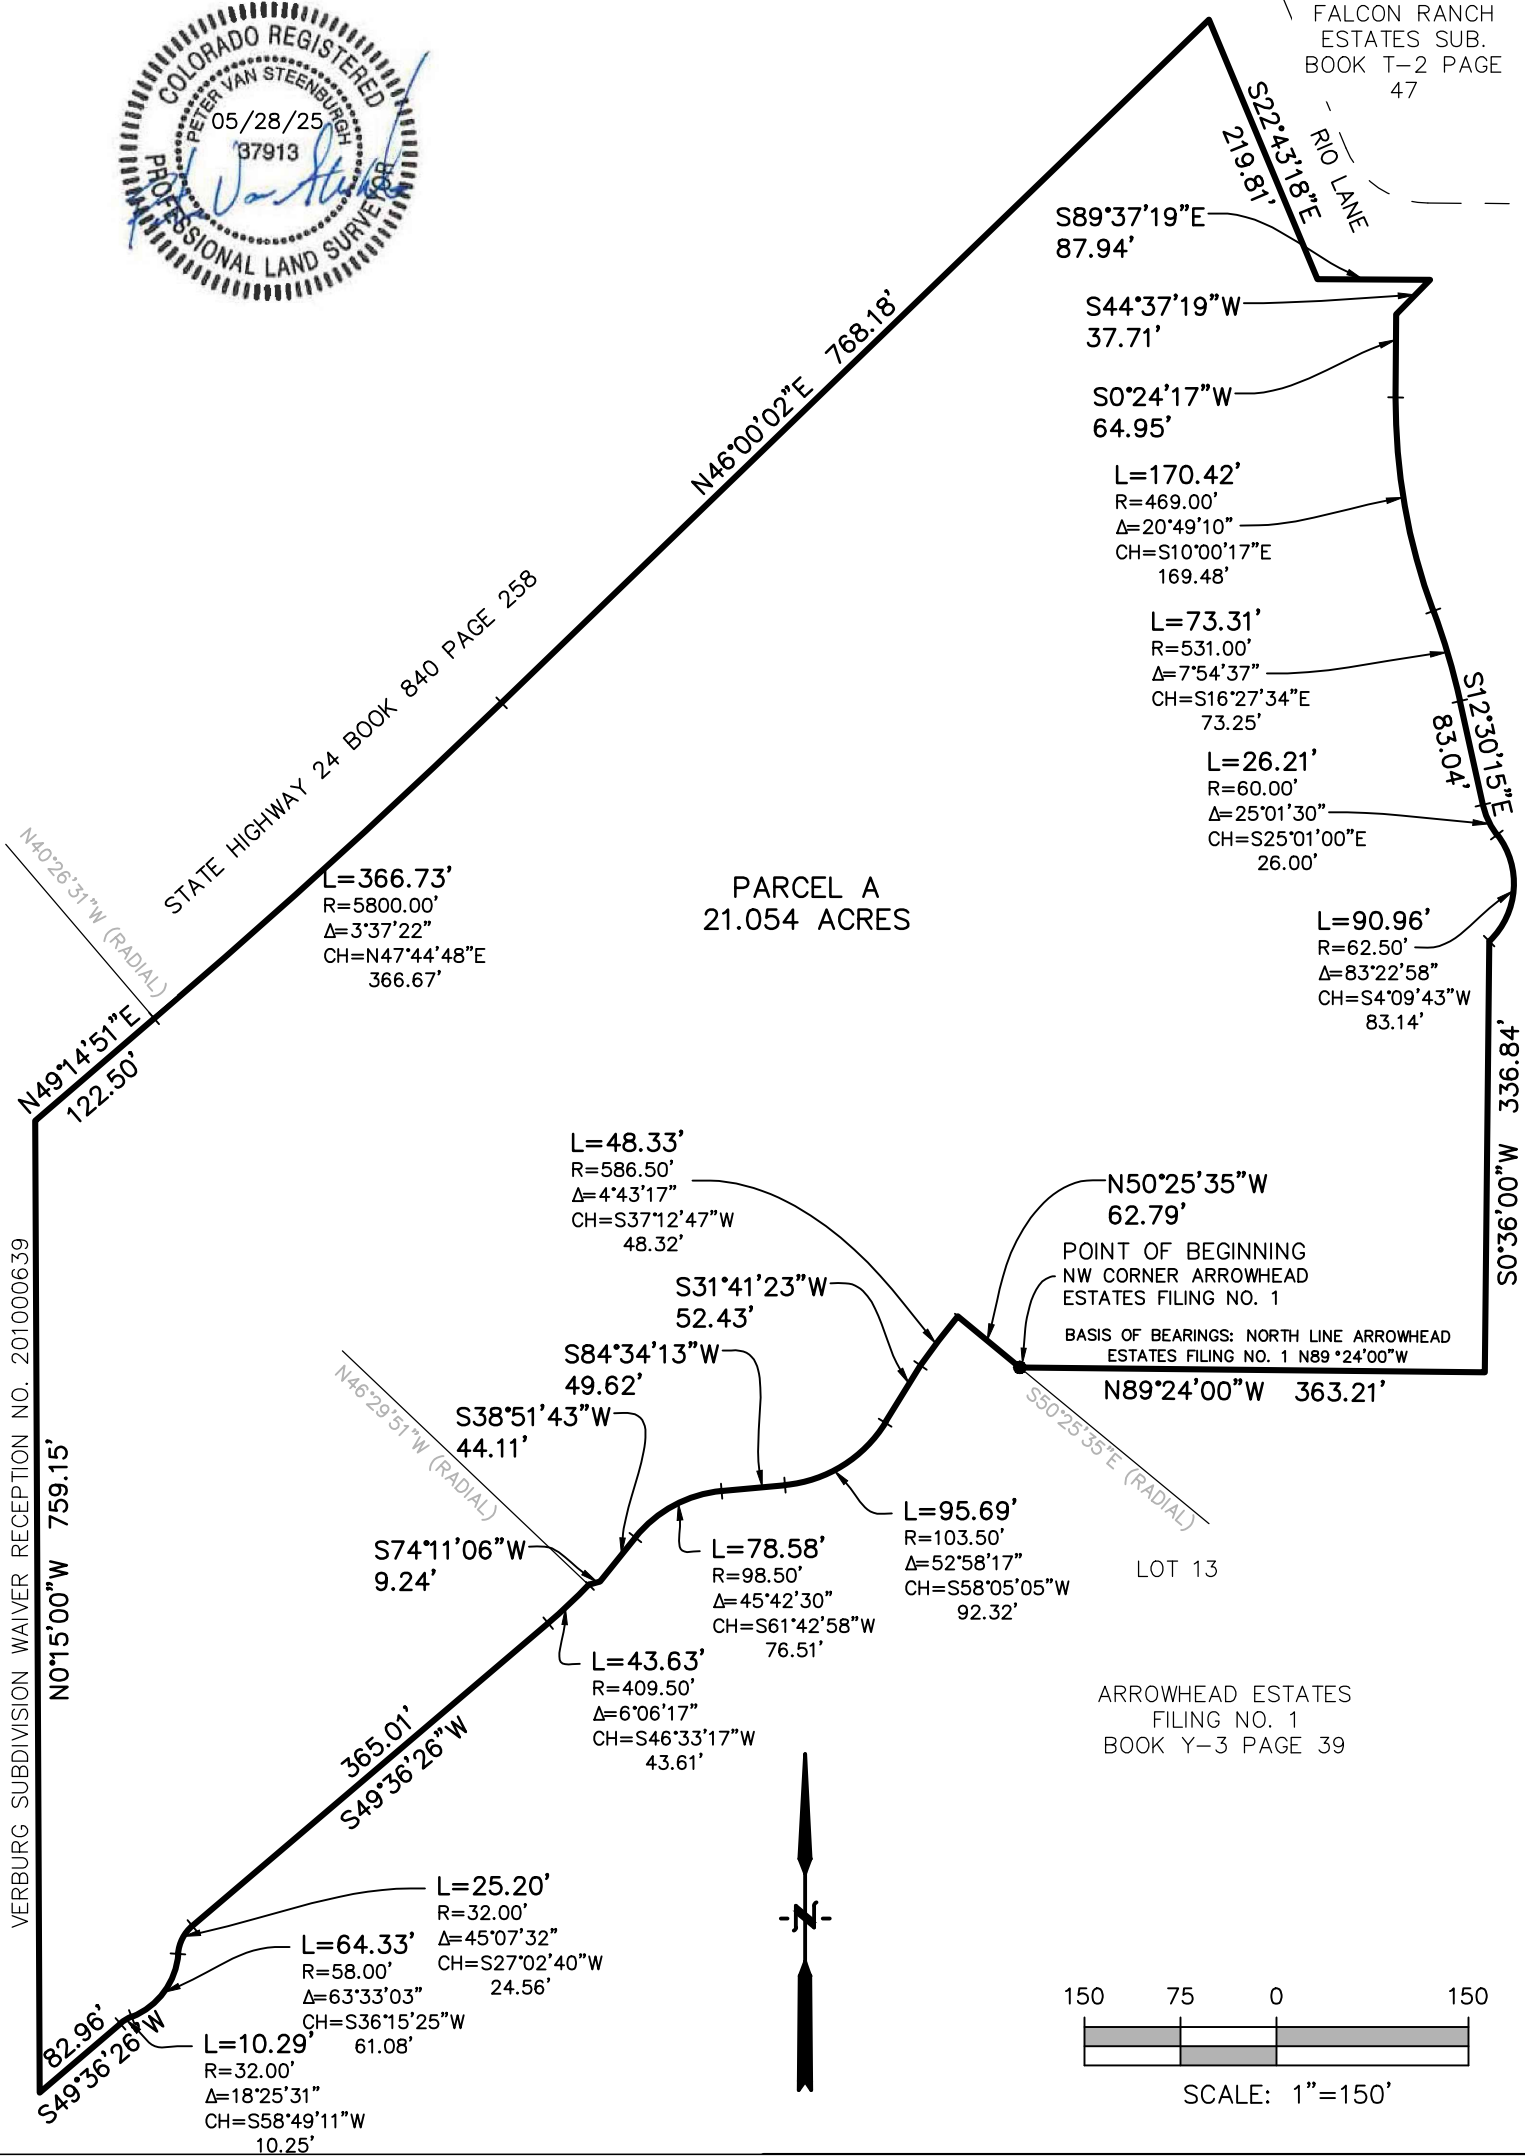 COLORADO REGISTERED
PETER VAN STEENBURGH
05/28/25
37913
PROFESSIONAL LAND SURVEYOR
FALCON RANCH
ESTATES SUB.
BOOK T-2 PAGE
47
RIO LANE
S22°43'18"E
219.81'
S89°37'19"E
87.94'
S44°37'19"W
37.71'
S0°24'17"W
64.95'
N46°00'02"E 768.18'
L=170.42'
R=469.00'
Δ=20°49'10"
CH=S10°00'17"E
169.48'
L=73.31'
R=531.00'
Δ=7°54'37"
CH=S16°27'34"E
73.25'
S12°30'15"E
83.04'
L=26.21'
R=60.00'
Δ=25°01'30"
CH=S25°01'00"E
26.00'
STATE HIGHWAY 24 BOOK 840 PAGE 258
N40°26'31"W (RADIAL)
L=366.73'
R=5800.00'
Δ=3°37'22"
CH=N47°44'48"E
366.67'
PARCEL A
21.054 ACRES
L=90.96'
R=62.50'
Δ=83°22'58"
CH=S4°09'43"W
83.14'
N49°14'51"E
122.50'
S0°36'00"W 336.84'
L=48.33'
R=586.50'
Δ=4°43'17"
CH=S37°12'47"W
48.32'
N50°25'35"W
62.79'
POINT OF BEGINNING
NW CORNER ARROWHEAD
ESTATES FILING NO. 1
BASIS OF BEARINGS: NORTH LINE ARROWHEAD
ESTATES FILING NO. 1 N89°24'00"W
N89°24'00"W 363.21'
S31°41'23"W
52.43'
S84°34'13"W
49.62'
S38°51'43"W
44.11'
N46°29'51"W (RADIAL)
S50°25'35"E (RADIAL)
S74°11'06"W
9.24'
L=95.69'
R=103.50'
Δ=52°58'17"
CH=S58°05'05"W
92.32'
L=78.58'
R=98.50'
Δ=45°42'30"
CH=S61°42'58"W
76.51'
LOT 13
L=43.63'
R=409.50'
Δ=6°06'17"
CH=S46°33'17"W
43.61'
ARROWHEAD ESTATES
FILING NO. 1
BOOK Y-3 PAGE 39
VERBURG SUBDIVISION WAIVER RECEPTION NO. 201000639
N0°15'00"W 759.15'
365.01'
S49°36'26"W
L=25.20'
R=32.00'
Δ=45°07'32"
CH=S27°02'40"W
24.56'
L=64.33'
R=58.00'
Δ=63°33'03"
CH=S36°15'25"W
61.08'
82.96'
S49°36'26"W
L=10.29'
R=32.00'
Δ=18°25'31"
CH=S58°49'11"W
10.25'
-N-
150 75 0 150
SCALE: 1"=150'